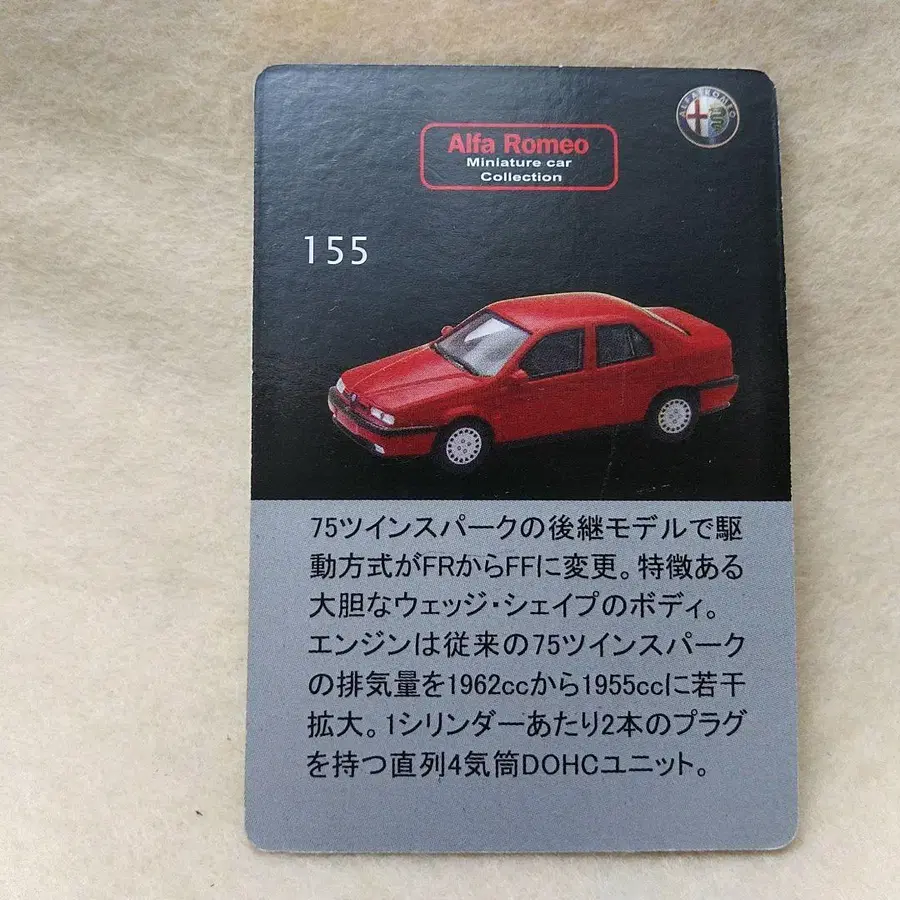 ALFA ROMEO
Alfa Romeo
Miniature car
Collection
155
75ツインスパークの後継モデルで駆
動方式がFRからFFに変更。特徴ある
大胆なウェッジ・シェイプのボディ。
エンジンは従来の75ツインスパーク
の排気量を1962ccから1955ccに若干
拡大。1シリンダーあたり2本のプラグ
を持つ直列4気筒DOHCユニット。